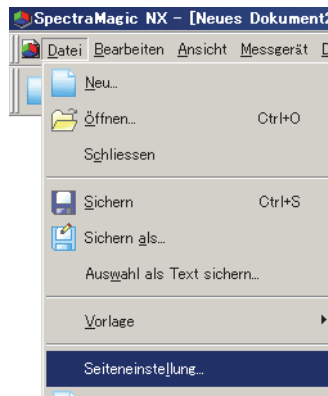 SpectraMagic NX - [Neues Dokument2
Datei Bearbeiten Ansicht Messgerät D
Neu...
Öffnen... Ctrl+O
Schliessen
Sichern Ctrl+S
Sichern als...
Auswahl als Text sichern...
Vorlage
Seiteneinstellung...